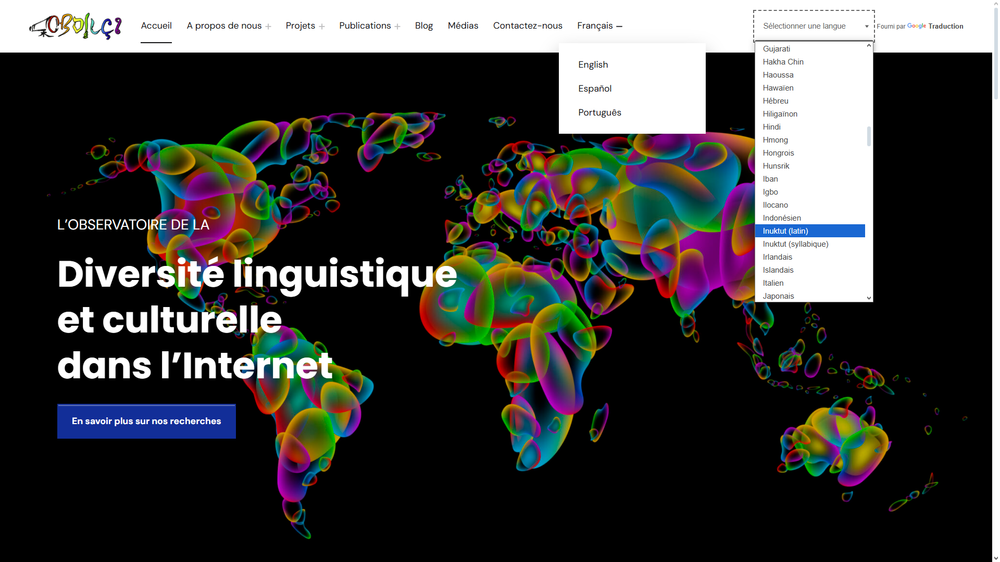 OBDILCI
Accueil
A propos de nous +
Projets +
Publications +
Blog
Médias
Contactez-nous
Français –
Sélectionner une langue
Fourni par Google Traduction
English
Español
Português
Gujarati
Hakha Chin
Haoussa
Hawaïen
Hébreu
Hiligaïnon
Hindi
Hmong
Hongrois
Hunsrik
Iban
Igbo
Ilocano
Indonésien
Inuktut (latin)
Inuktut (syllabique)
Irlandais
Islandais
Italien
Japonais
L’OBSERVATOIRE DE LA
Diversité linguistique
et culturelle
dans l’Internet
En savoir plus sur nos recherches